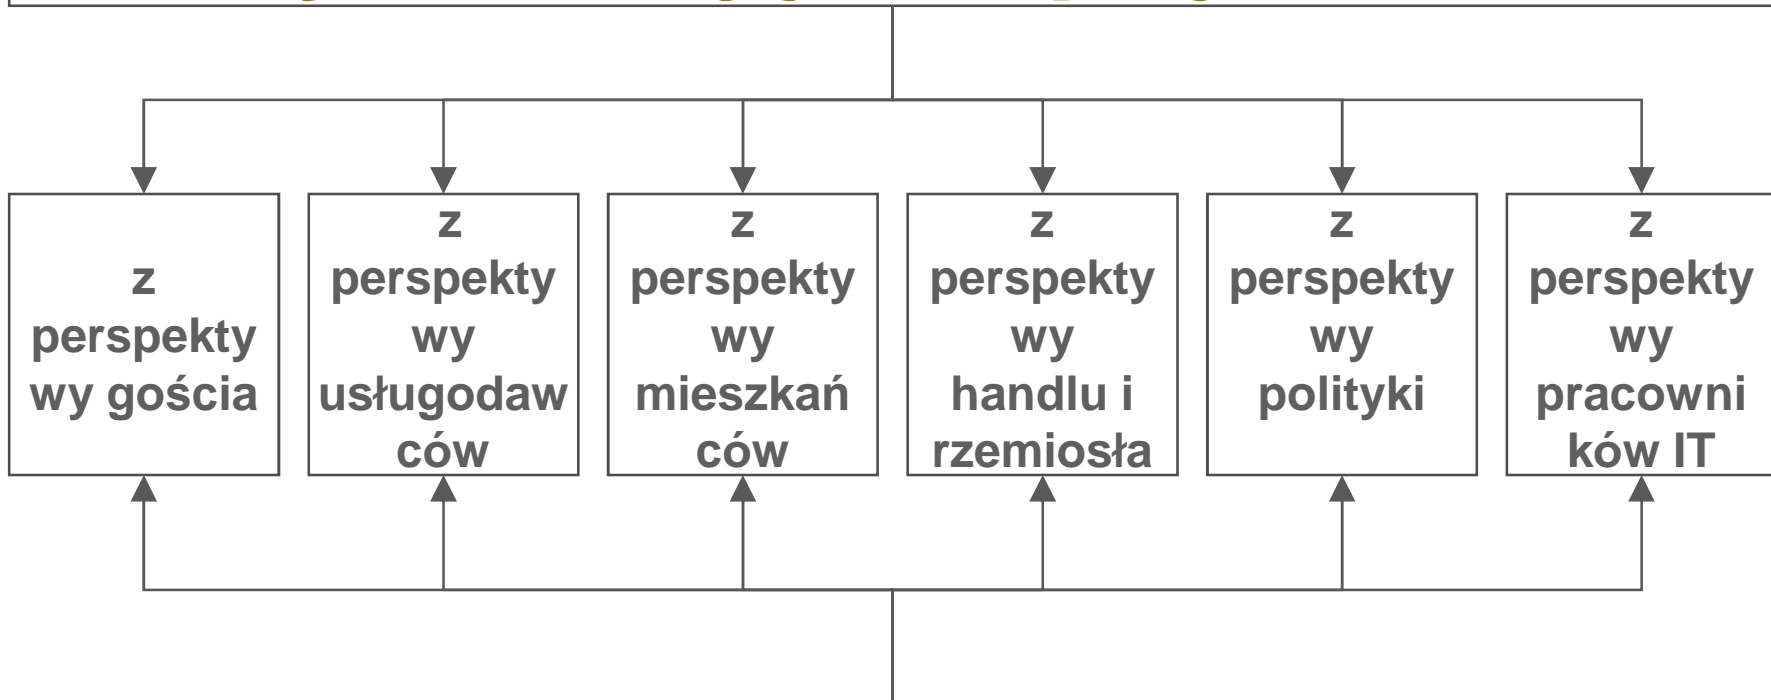 z
perspekty
wy gościa
z
perspekty
wy
usługodaw
ców
z
perspekty
wy
mieszkań
ców
z
perspekty
wy
handlu i
rzemiosła
z
perspekty
wy
polityki
z
perspekty
wy
pracowni
ków IT